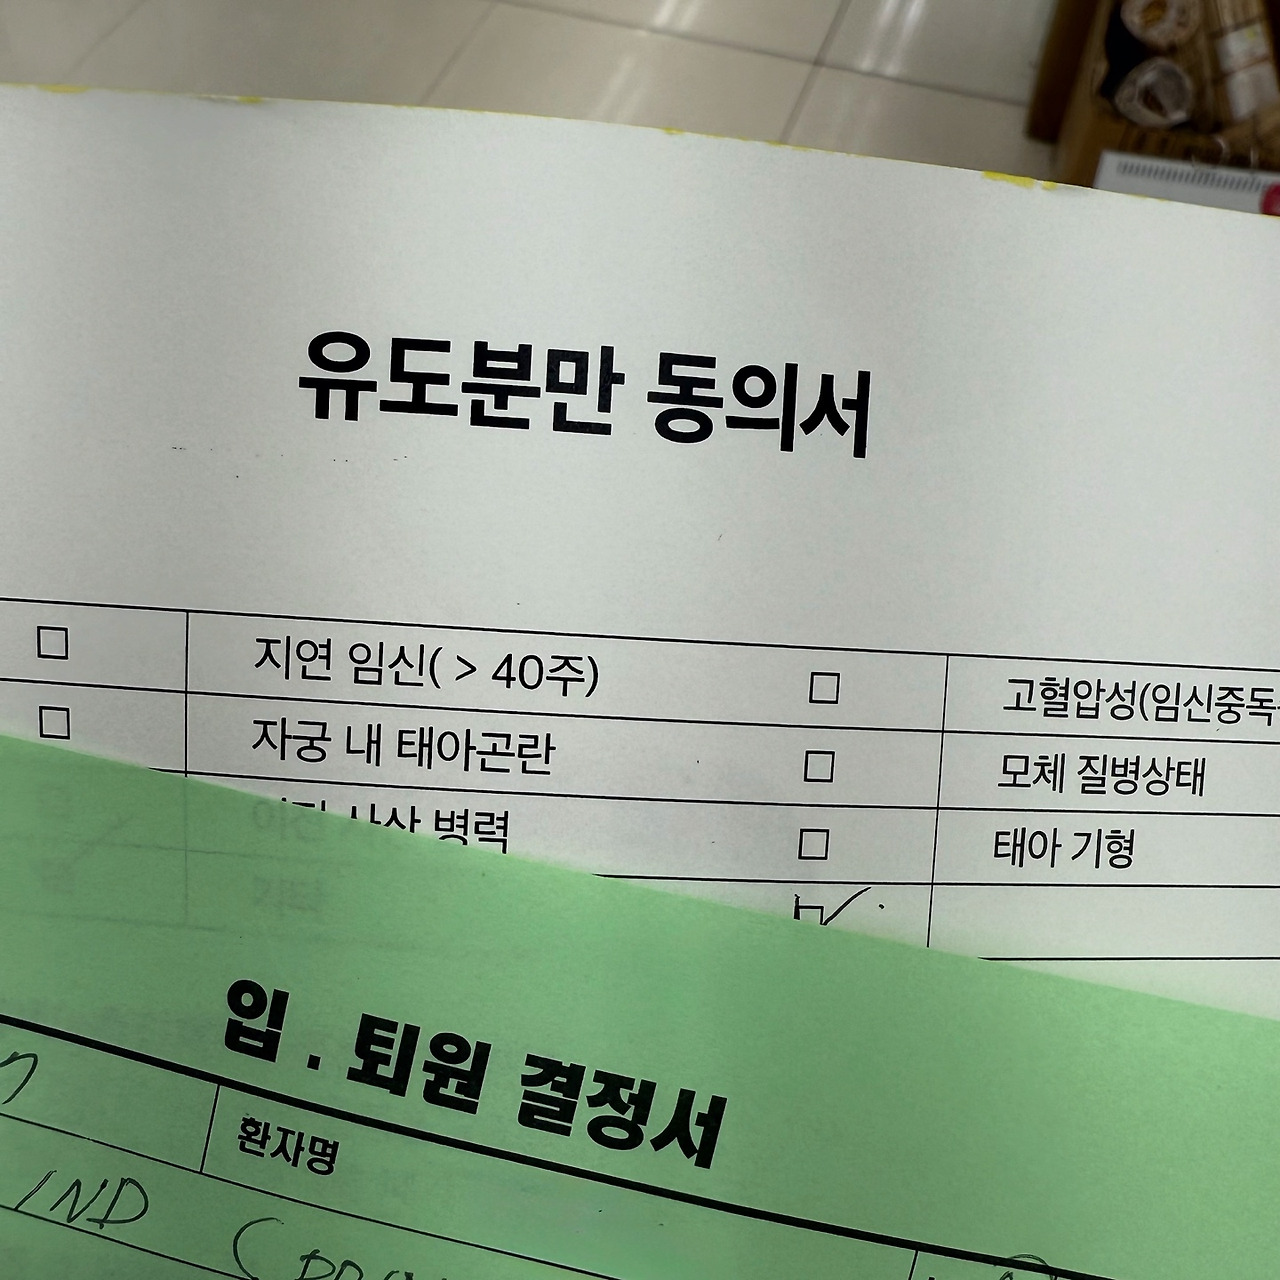 유도분만 동의서
지연 임신( > 40주)
고혈압성(임신중독
자궁 내 태아곤란
모체 질병상태
병력
태아 기형
입 . 퇴원 결정서
환자명
IND